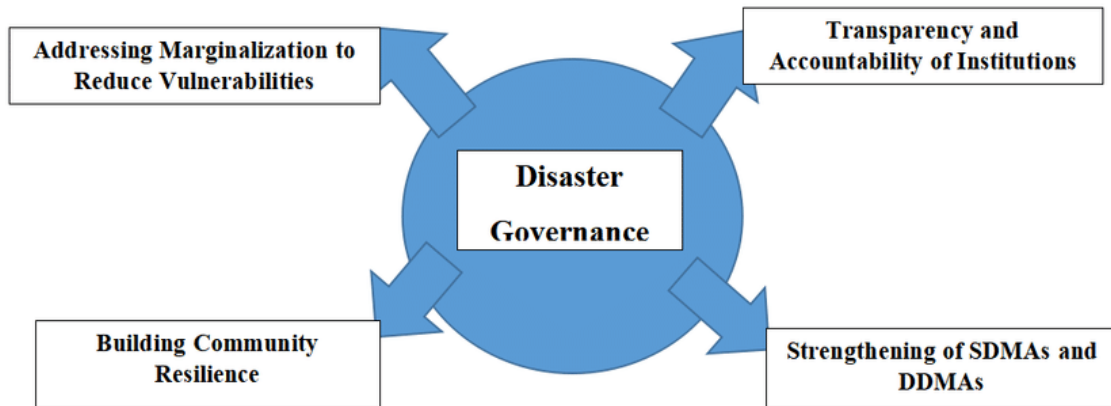 Addressing Marginalization to
Reduce Vulnerabilities
Transparency and
Accountability of Institutions
Disaster
Governance
Building Community
Resilience
Strengthening of SDMAs and
DDMAs